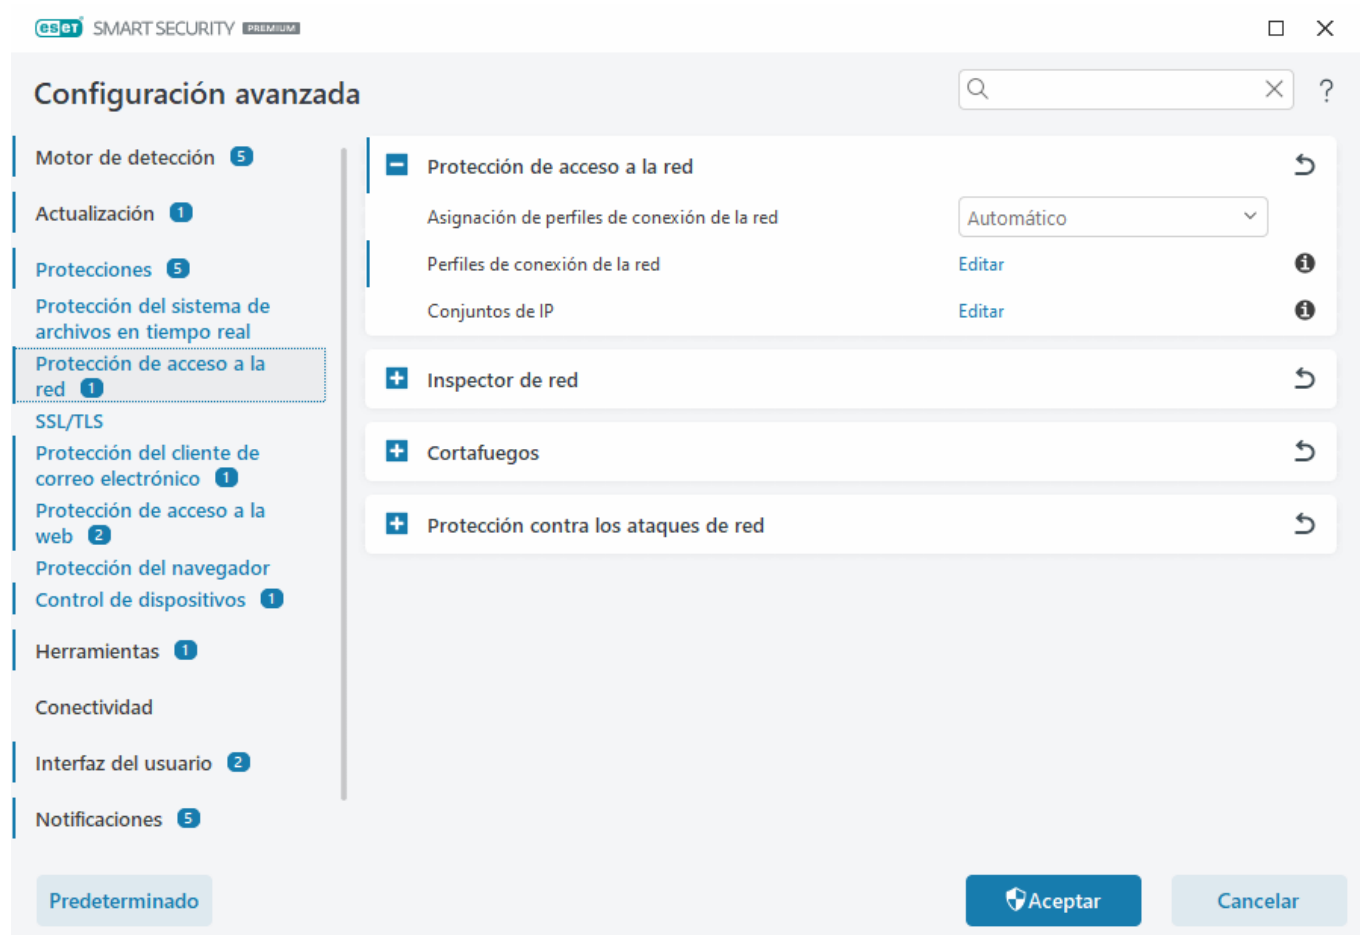 eset SMART SECURITY PREMIUM
Configuración avanzada
?
Motor de detección 5
Actualización 1
Protecciones 5
Protección del sistema de
archivos en tiempo real
Protección de acceso a la
red 1
SSL/TLS
Protección del cliente de
correo electrónico 1
Protección de acceso a la
web 2
Protección del navegador
Control de dispositivos 1
Herramientas 1
Conectividad
Interfaz del usuario 2
Notificaciones 5
Protección de acceso a la red
Asignación de perfiles de conexión de la red Automático
Perfiles de conexión de la red Editar
Conjuntos de IP Editar
Inspector de red
Cortafuegos
Protección contra los ataques de red
Predeterminado
Aceptar
Cancelar